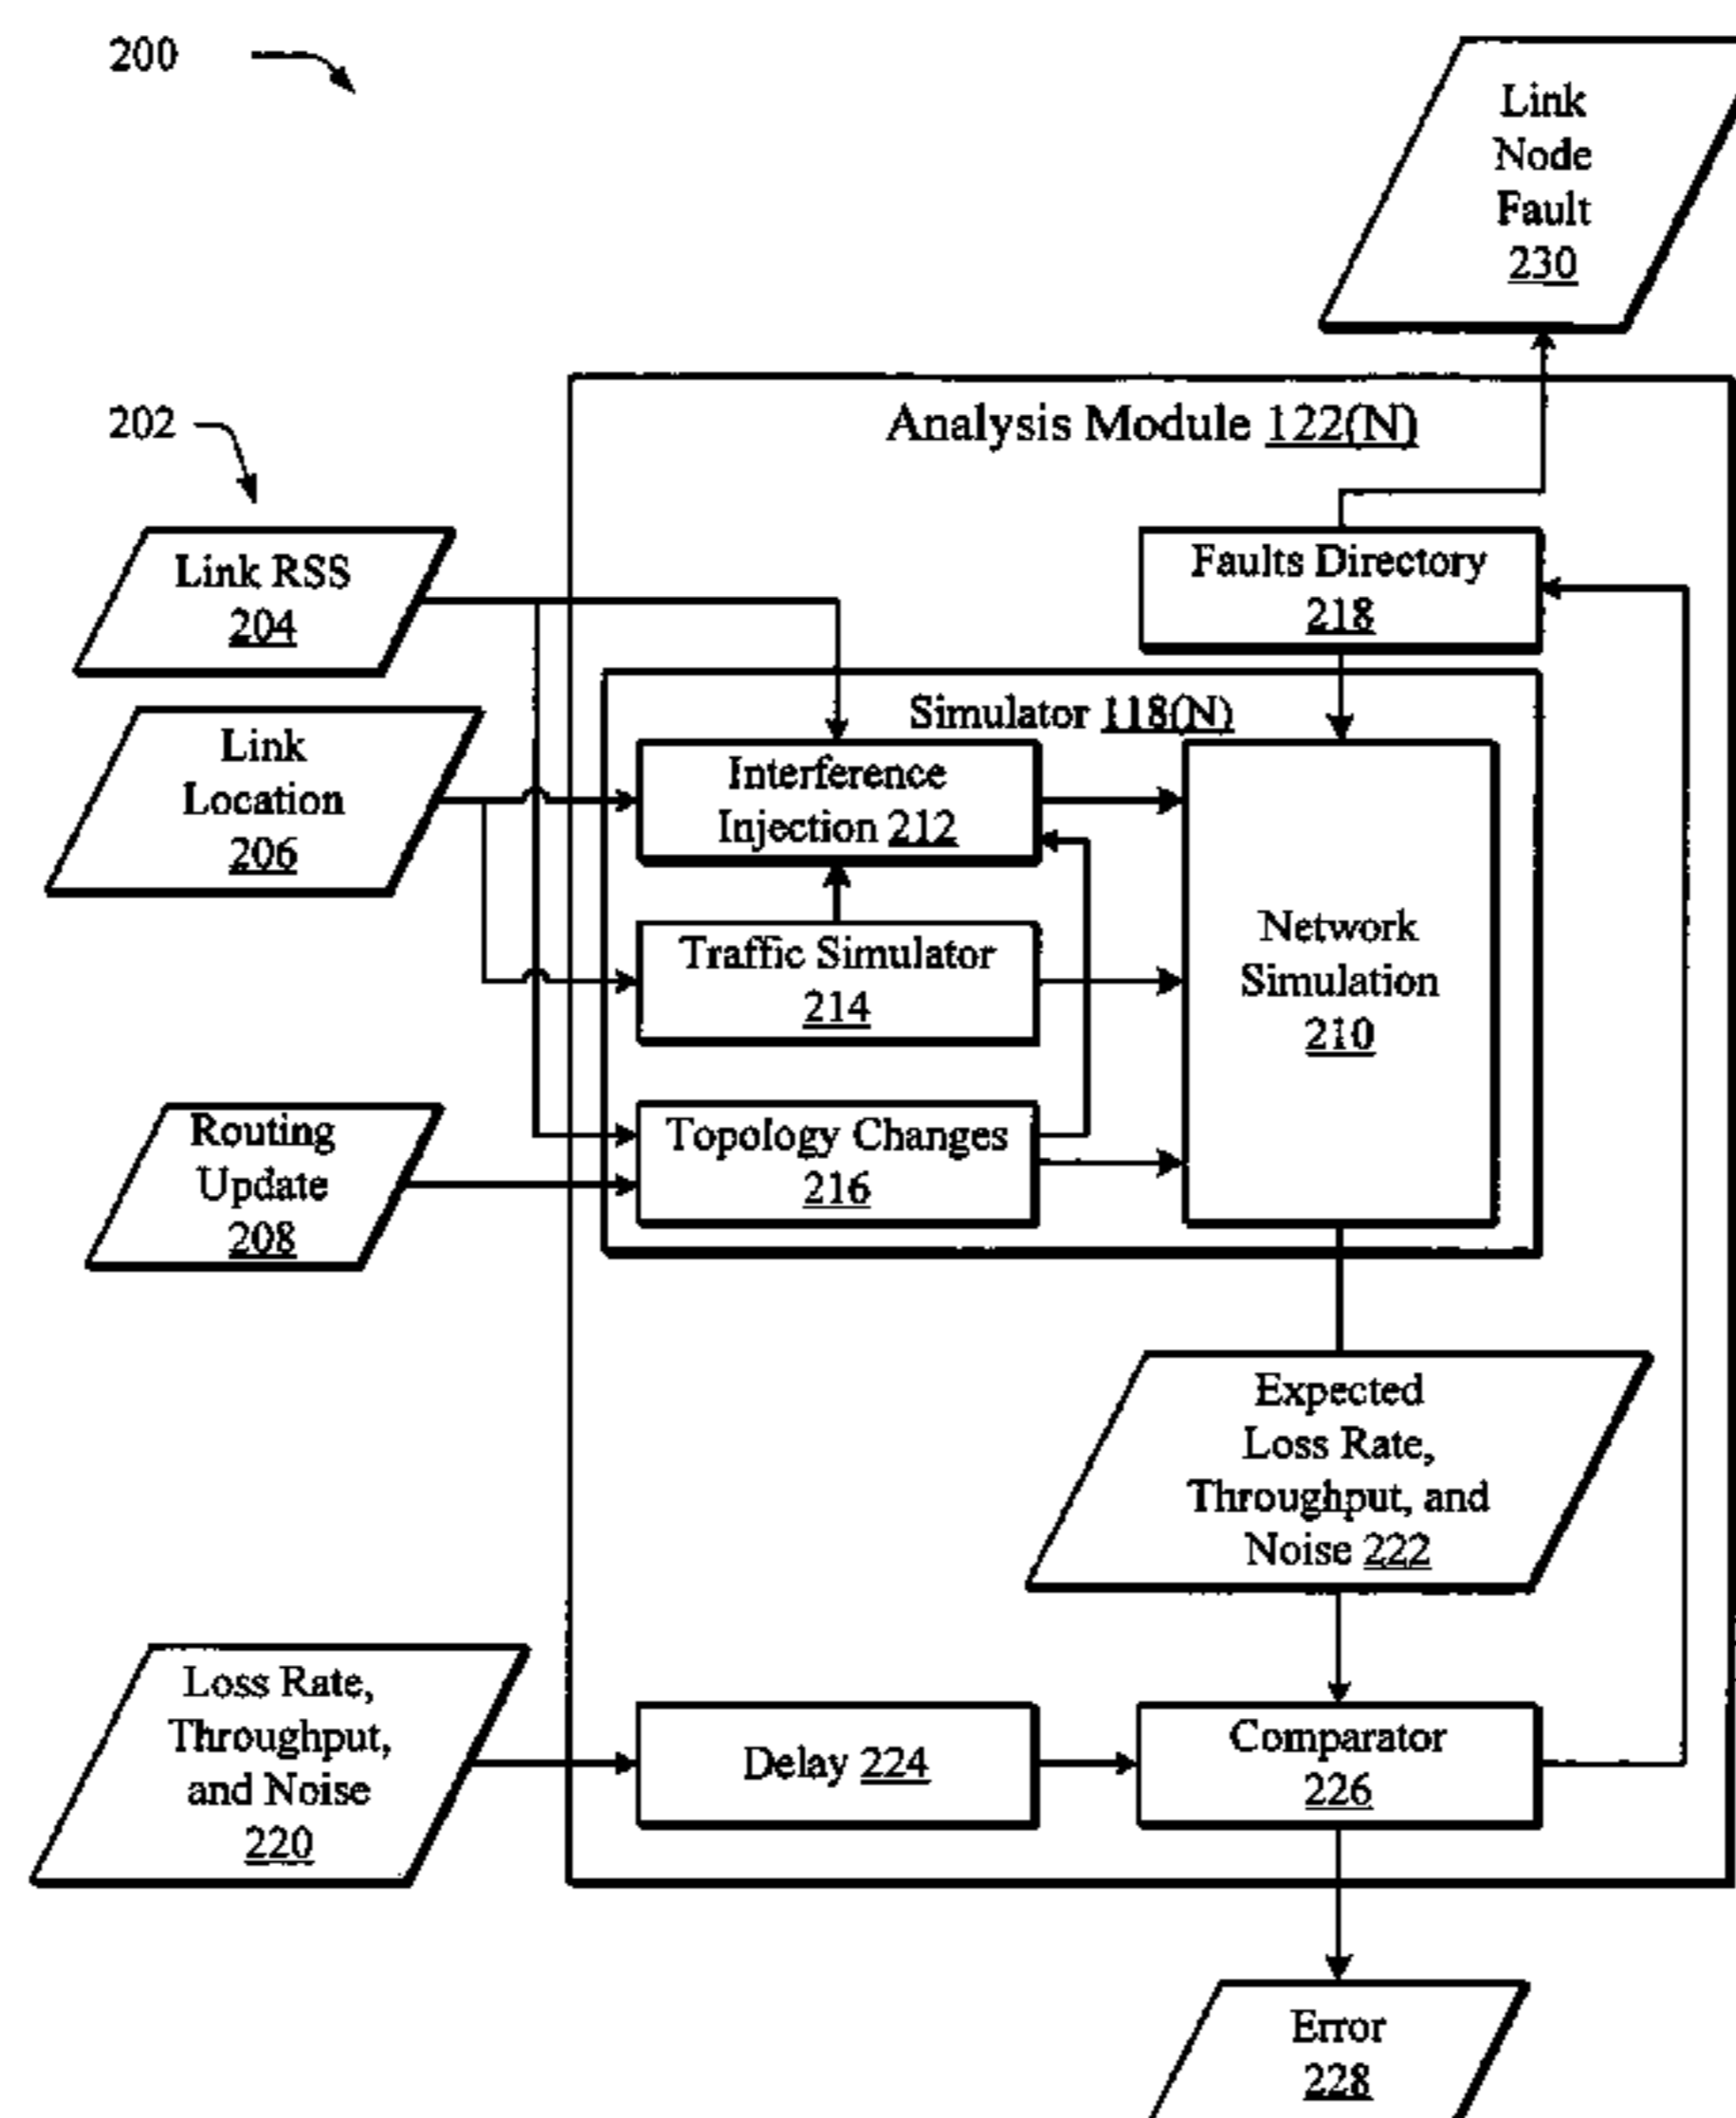 200
Link
Node
Fault
230
202
Analysis Module 122(N)
Link RSS
204
Faults Directory
218
Link
Location
206
Simulator 118(N)
Interference
Injection 212
Traffic Simulator
214
Network
Simulation
210
Routing
Update
208
Topology Changes
216
Expected
Loss Rate,
Throughput, and
Noise 222
Loss Rate,
Throughput,
and Noise
220
Delay 224
Comparator
226
Error
228